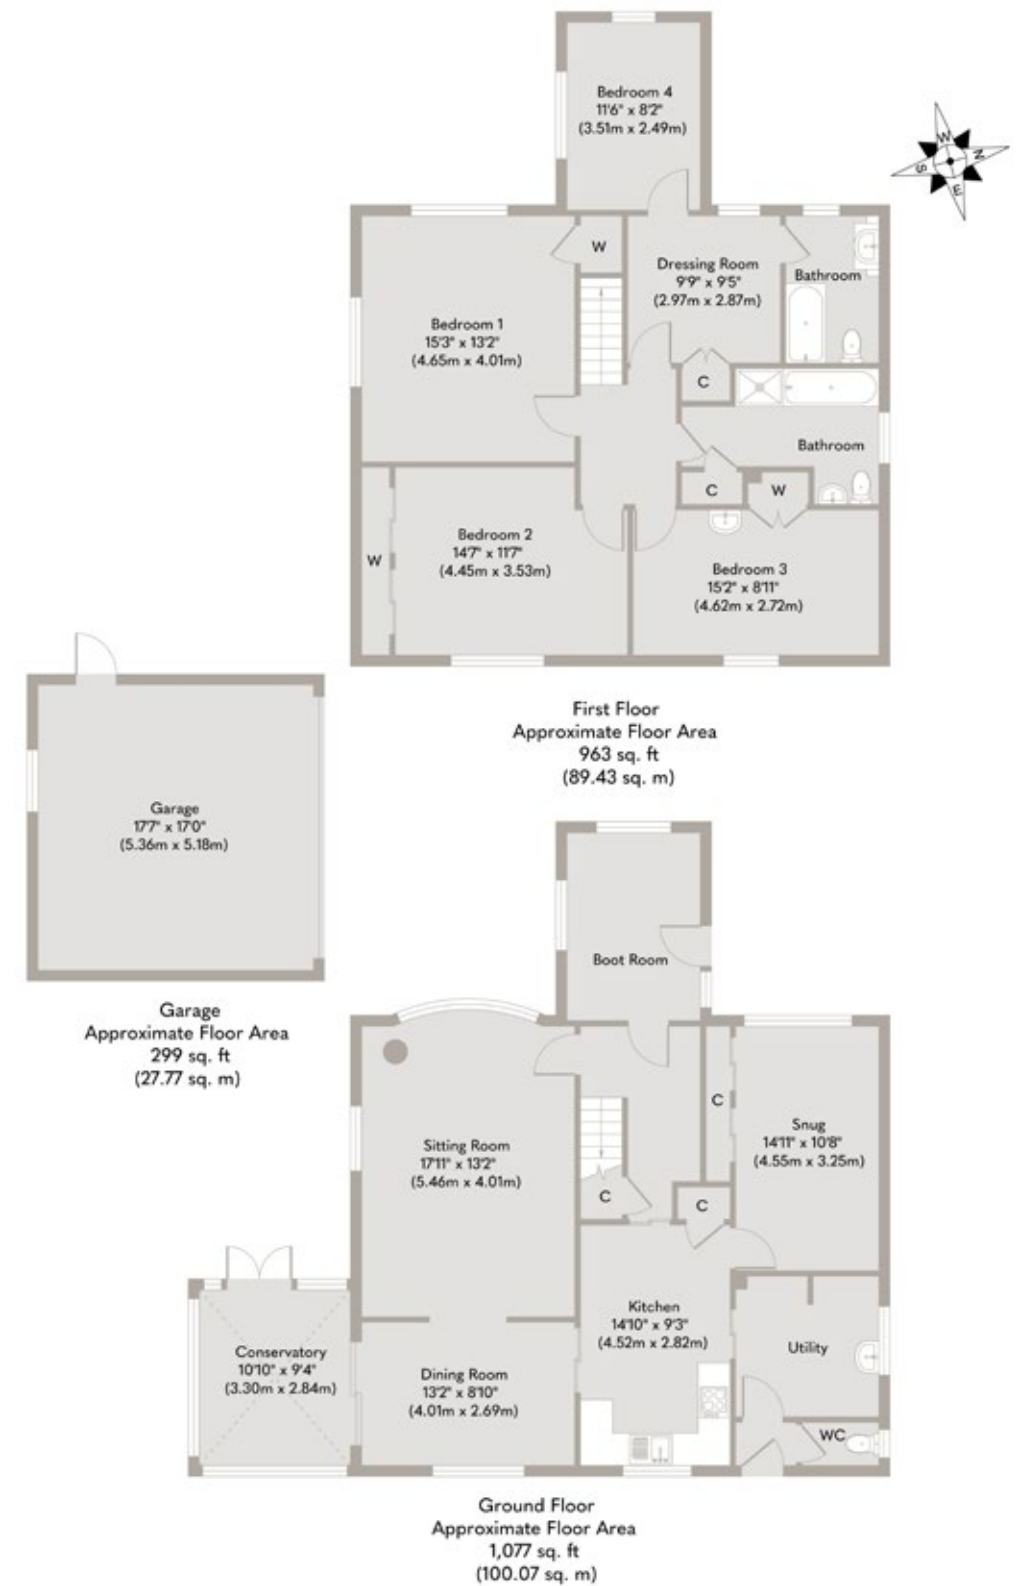 Bedroom 4
11'6" x 8'2"
(3.51m x 2.49m)
W
N
S
E
W
Dressing Room
9'9" x 9'5"
(2.97m x 2.87m)
Bathroom
Bedroom 1
15'3" x 13'2"
(4.65m x 4.01m)
C
Bathroom
C
W
Bedroom 2
14'7" x 11'7"
(4.45m x 3.53m)
W
Bedroom 3
15'2" x 8'11"
(4.62m x 2.72m)
First Floor
Approximate Floor Area
963 sq. ft
(89.43 sq. m)
Garage
17'7" x 17'0"
(5.36m x 5.18m)
Garage
Approximate Floor Area
299 sq. ft
(27.77 sq. m)
Boot Room
C
Snug
14'11" x 10'8"
(4.55m x 3.25m)
Sitting Room
17'11" x 13'2"
(5.46m x 4.01m)
C
C
Kitchen
14'10" x 9'3"
(4.52m x 2.82m)
Utility
Conservatory
10'10" x 9'4"
(3.30m x 2.84m)
Dining Room
13'2" x 8'10"
(4.01m x 2.69m)
WC
Ground Floor
Approximate Floor Area
1,077 sq. ft
(100.07 sq. m)